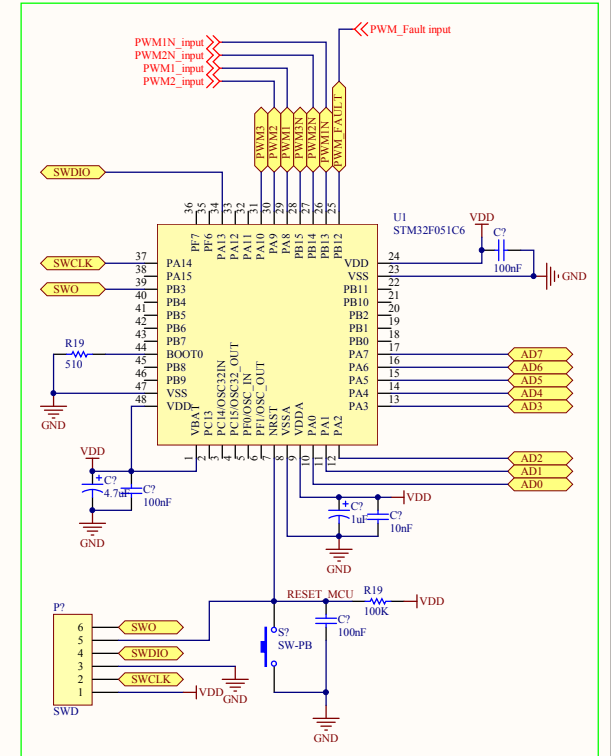 PWM_Fault input
PWM1N_input
PWM2N_input
PWM1_input
PWM2_input
PWM3
PWM2
PWM1
PWM3N
PWM2N
PWM1N
PWM_FAULT
SWDIO
36
35
34
33
32
31
30
29
28
27
26
25
PF7
PF6
PA13
PA12
PA11
PA10
PA9
PA8
PB15
PB14
PB13
PB12
U1
STM32F051C6
VDD
C?
100nF
GND
SWCLK
SWO
37 PA14
38 PA15
39 PB3
40 PB4
41 PB5
42 PB6
43 PB7
44 BOOT0
45 PB8
46 PB9
47 VSS
48 VDD
VDD 24
VSS 23
PB11 22
PB10 21
PB2 20
PB1 19
PB0 18
PA7 17
PA6 16
PA5 15
PA4 14
PA3 13
R19
510
GND
AD7
AD6
AD5
AD4
AD3
VBAT
PC13
PC14/OSC32IN
PC15/OSC32_OUT
PF0/OSC_IN
PF1/OSC_OUT
NRST
VSSA
VDDA
PA0
PA1
PA2
1
2
3
4
5
6
7
8
9
10
11
12
AD2
AD1
AD0
VDD
C?
4.7uF
C?
100nF
GND
VDD
C?
1uF
C?
10nF
GND
RESET_MCU
R19
100K
VDD
C?
100nF
S?
SW-PB
GND
P?
6 SWO
5
4 SWDIO
3
2 SWCLK
1 VDD
GND
SWD